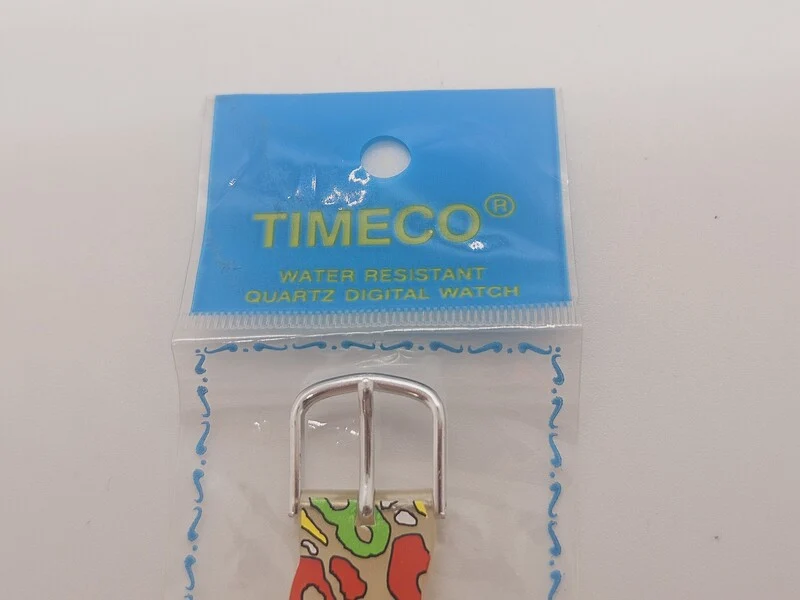 TIMECO®
WATER RESISTANT
QUARTZ DIGITAL WATCH